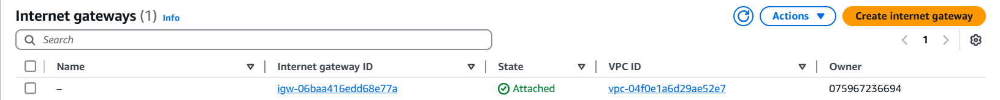 Internet gateways (1) Info Actions Create internet gateway
Search 1
Name Internet gateway ID State VPC ID Owner
– igw-06baa416edd68e77a Attached vpc-04f0e1a6d29ae52e7 075967236694